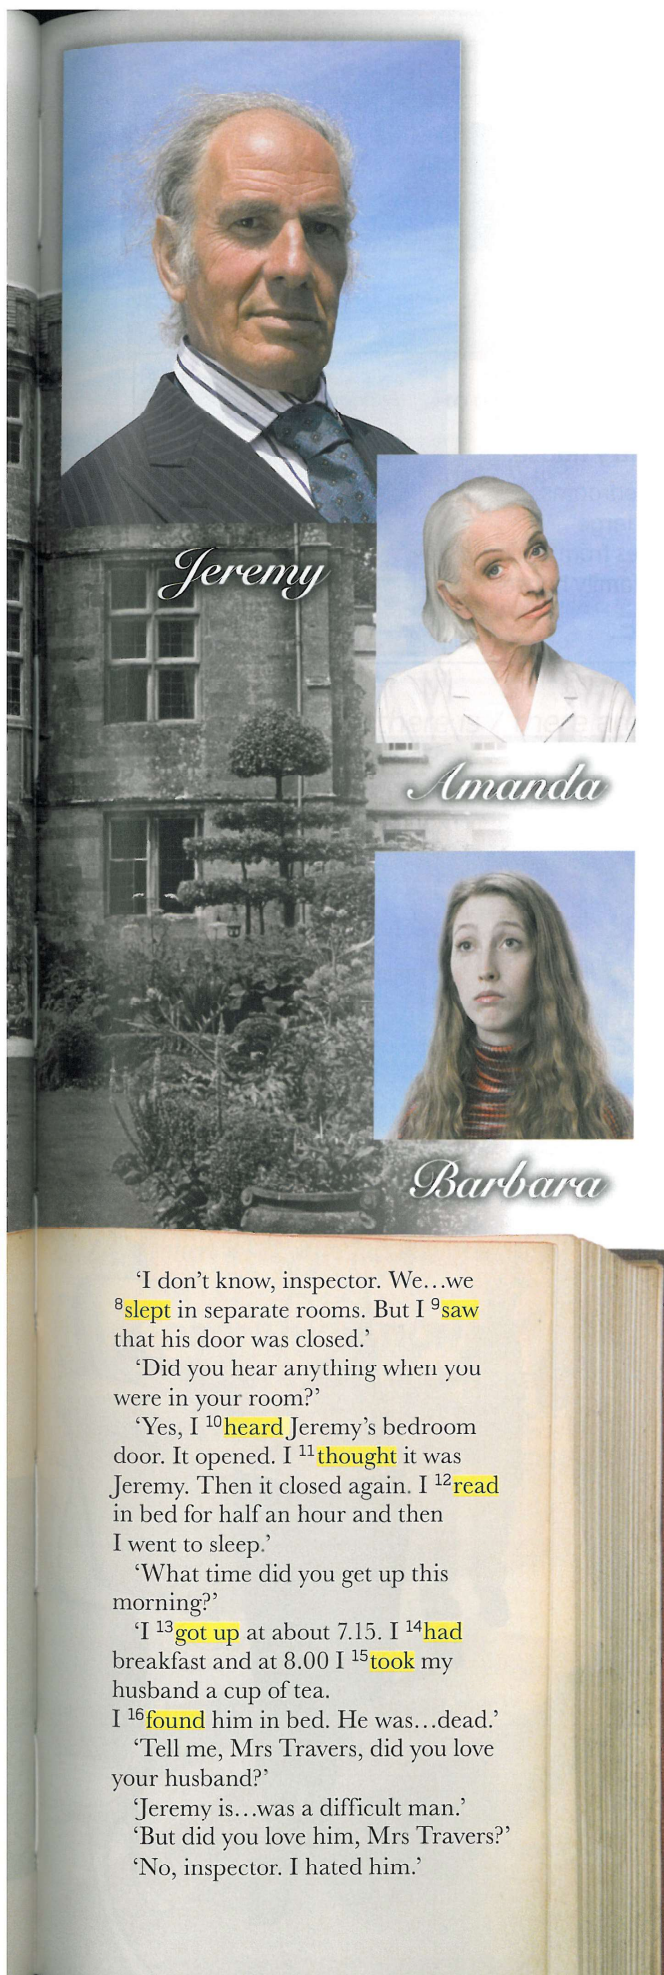 Jeremy
Amanda
Barbara
‘I don’t know, inspector. We…we
8slept in separate rooms. But I 9saw
that his door was closed.’
‘Did you hear anything when you
were in your room?’
‘Yes, I 10heard Jeremy’s bedroom
door. It opened. I 11thought it was
Jeremy. Then it closed again. I 12read
in bed for half an hour and then
I went to sleep.’
‘What time did you get up this
morning?’
‘I 13got up at about 7.15. I 14had
breakfast and at 8.00 I 15took my
husband a cup of tea.
I 16found him in bed. He was…dead.’
‘Tell me, Mrs Travers, did you love
your husband?’
‘Jeremy is…was a difficult man.’
‘But did you love him, Mrs Travers?’
‘No, inspector. I hated him.’